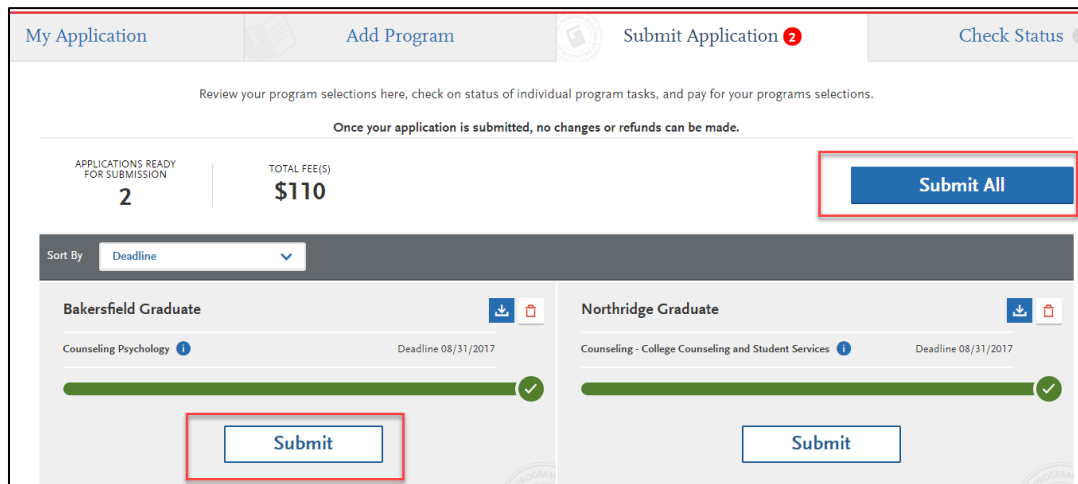 My Application
Add Program
Submit Application 2
Check Status
Review your program selections here, check on status of individual program tasks, and pay for your programs selections.
Once your application is submitted, no changes or refunds can be made.
APPLICATIONS READY
FOR SUBMISSION
2
TOTAL FEE(S)
$110
Submit All
Sort By
Deadline
Bakersfield Graduate
Counseling Psychology i
Deadline 08/31/2017
Submit
Northridge Graduate
Counseling - College Counseling and Student Services i
Deadline 08/31/2017
Submit